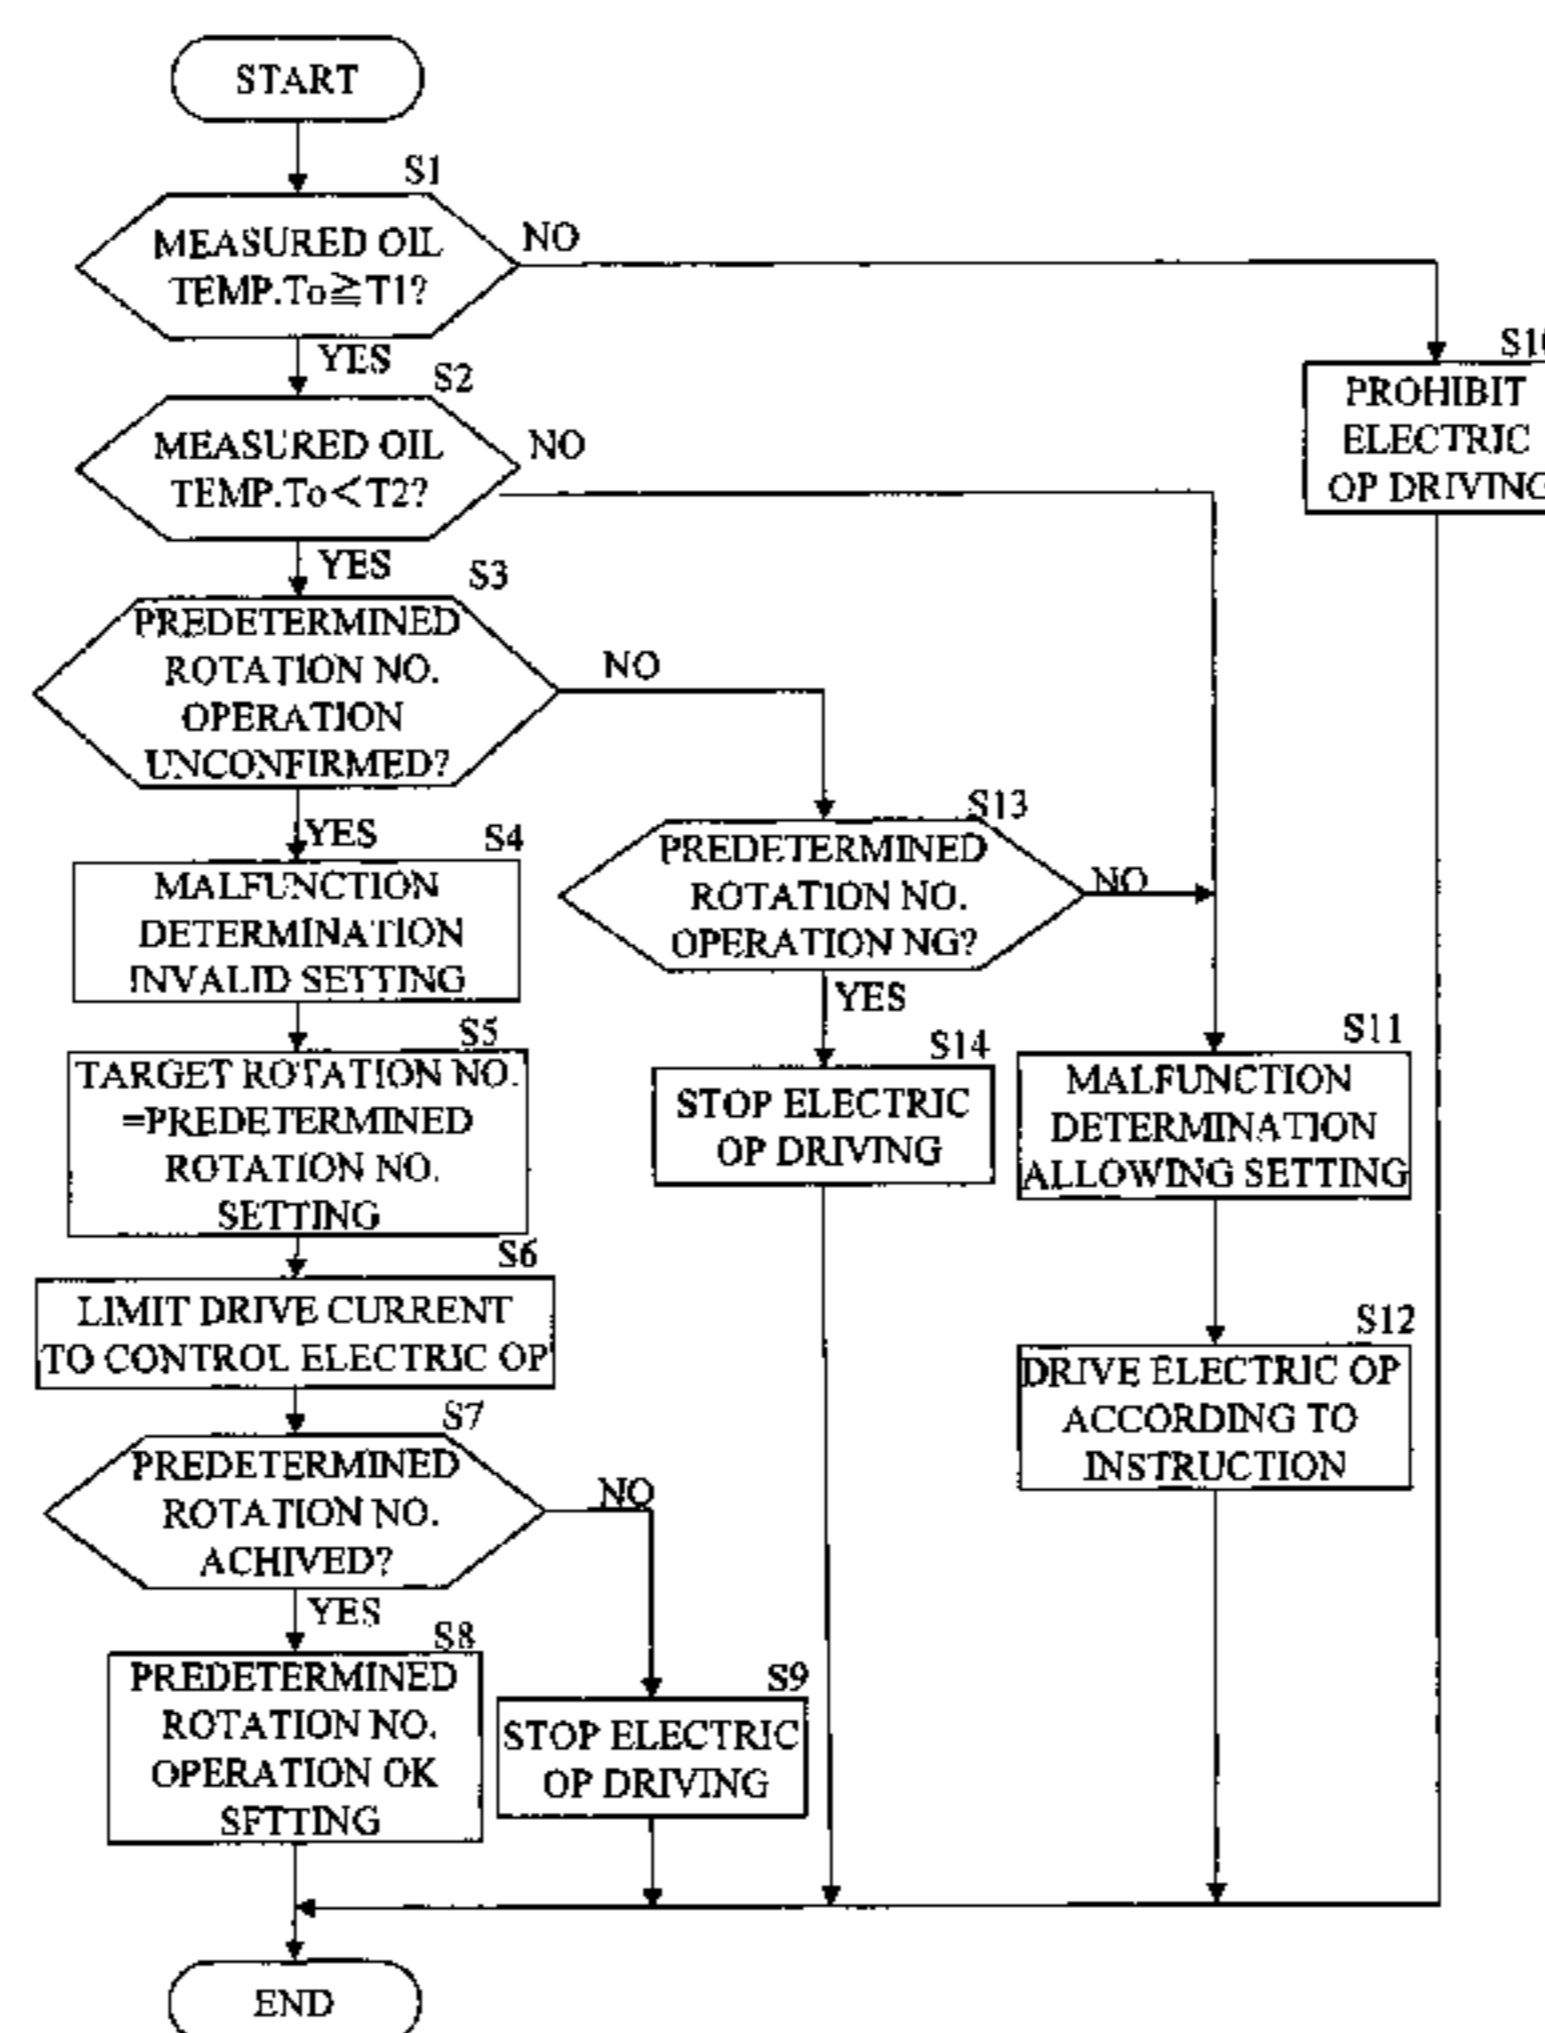 START
S1
MEASURED OIL
TEMP.To≧T1?
NO
YES
S2
MEASURED OIL
TEMP.To<T2?
NO
YES
S3
PREDETERMINED
ROTATION NO.
OPERATION
UNCONFIRMED?
NO
YES
S4
MALFUNCTION
DETERMINATION
INVALID SETTING
S5
TARGET ROTATION NO.
=PREDETERMINED
ROTATION NO.
SETTING
S6
LIMIT DRIVE CURRENT
TO CONTROL ELECTRIC OP
S7
PREDETERMINED
ROTATION NO.
ACHIVED?
NO
YES
S8
PREDETERMINED
ROTATION NO.
OPERATION OK
SETTING
S9
STOP ELECTRIC
OP DRIVING
S13
PREDETERMINED
ROTATION NO.
OPERATION NG?
NO
YES
S14
STOP ELECTRIC
OP DRIVING
S11
MALFUNCTION
DETERMINATION
ALLOWING SETTING
S12
DRIVE ELECTRIC OP
ACCORDING TO
INSTRUCTION
S10
PROHIBIT
ELECTRIC
OP DRIVING
END